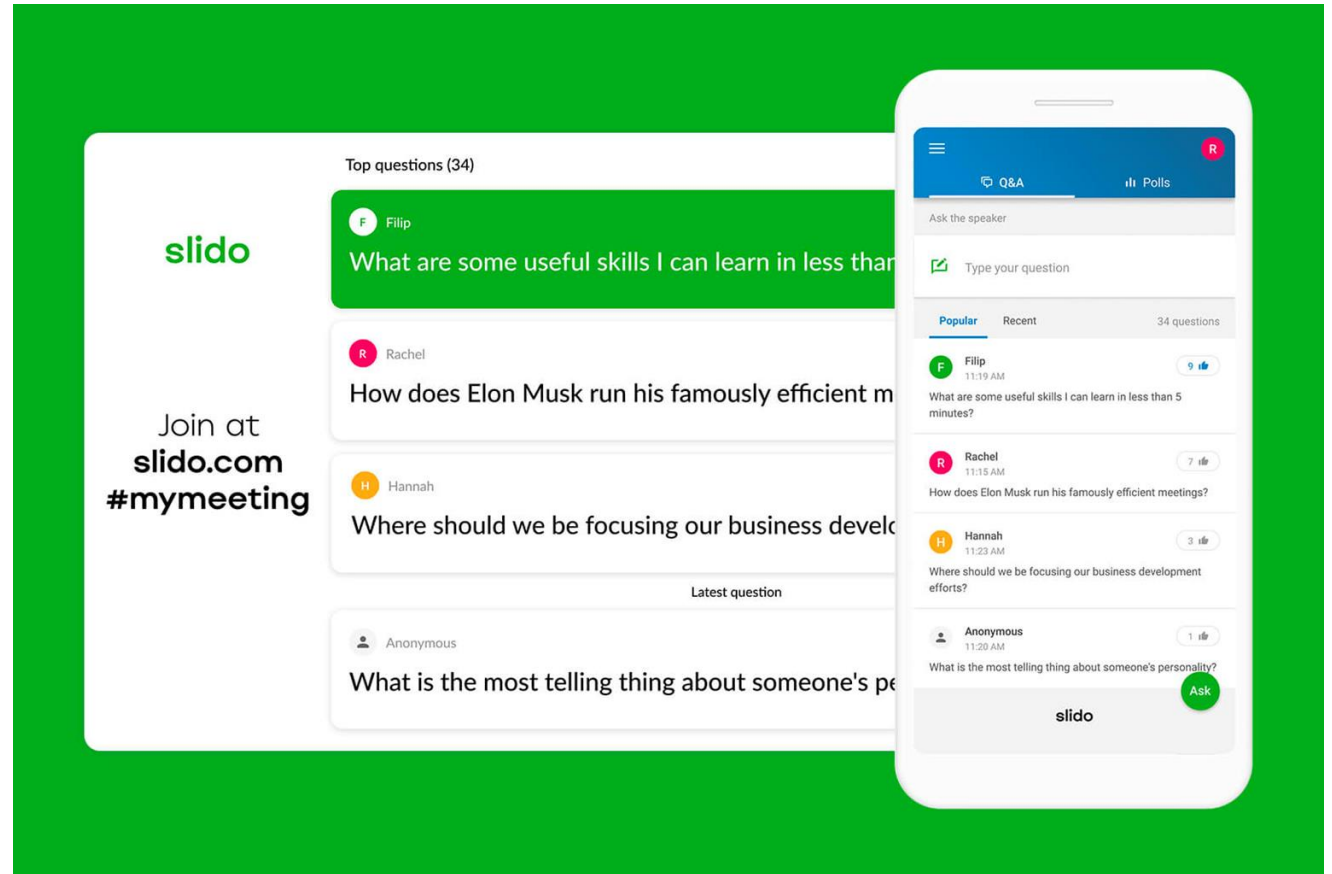 slido
Join at
slido.com
#mymeeting
Top questions (34)
F Filip
What are some useful skills I can learn in less than
R Rachel
How does Elon Musk run his famously efficient m
H Hannah
Where should we be focusing our business develo
Latest question
Anonymous
What is the most telling thing about someone's pe
R
Q&A
Polls
Ask the speaker
Type your question
Popular Recent 34 questions
F Filip
11:19 AM
9
What are some useful skills I can learn in less than 5
minutes?
R Rachel
11:15 AM
7
How does Elon Musk run his famously efficient meetings?
H Hannah
11:23 AM
3
Where should we be focusing our business development
efforts?
Anonymous
11:20 AM
1
What is the most telling thing about someone's personality?
Ask
slido